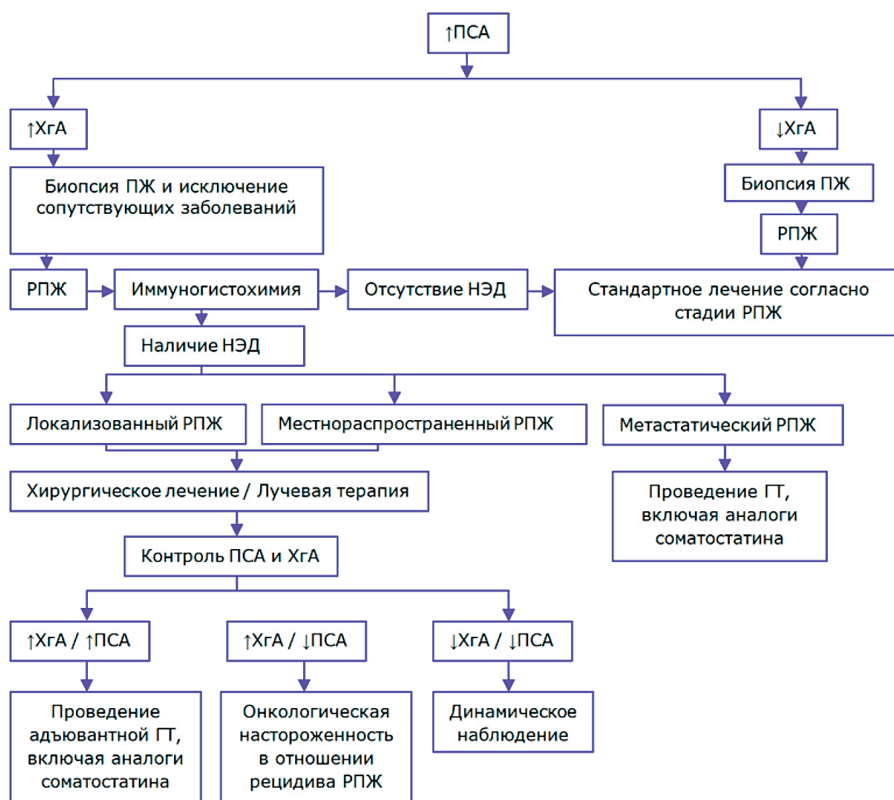 ↑ПСА
↑ХгА
↓ХгА
Биопсия ПЖ и исключение
сопутствующих заболеваний
Биопсия ПЖ
РПЖ
РПЖ
Иммуногистохимия
Отсутствие НЭД
Стандартное лечение согласно
стадии РПЖ
Наличие НЭД
Локализованный РПЖ
Местнораспространенный РПЖ
Метастатический РПЖ
Хирургическое лечение / Лучевая терапия
Проведение ГТ,
включая аналоги
соматостатина
Контроль ПСА и ХгА
↑ХгА / ↑ПСА
↑ХгА / ↓ПСА
↓ХгА / ↓ПСА
Проведение
адъювантной ГТ,
включая аналоги
соматостатина
Онкологическая
настороженность
в отношении
рецидива РПЖ
Динамическое
наблюдение